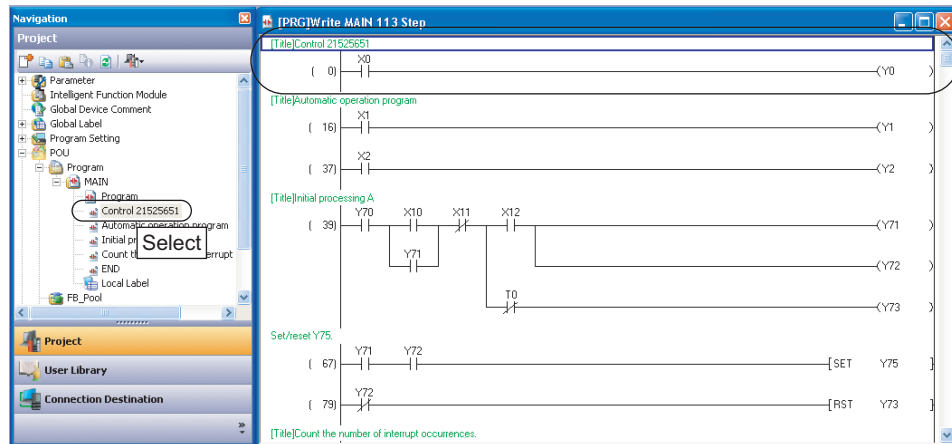 Navigation
Project
Parameter
Intelligent Function Module
Global Device Comment
Global Label
Program Setting
POU
Program
MAIN
Program
Control 21525651
Automatic operation program
Initial pr
Select
Count th
errupt
END
Local Label
FB_Pool
Project
User Library
Connection Destination
[PRG]Write MAIN 113 Step
[Title]Control 21525651
X0
( 0)
(Y0 )
[Title]Automatic operation program
X1
( 16)
(Y1 )
X2
( 37)
(Y2 )
[Title]Initial processing A
Y70 X10 X11 X12
( 39)
(Y71 )
Y71
(Y72 )
T0
(Y73 )
Set/reset Y75.
Y71 Y72
( 67)
[SET Y75 ]
Y72
( 79)
[RST Y73 ]
[Title]Count the number of interrupt occurrences.